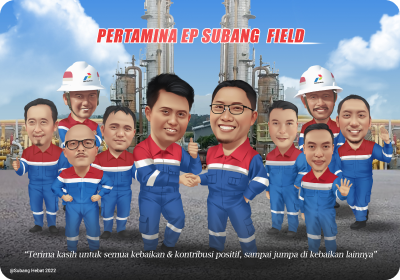 PERTAMINA EP SUBANG FIELD
“Terima kasih untuk semua kebaikan & kontribusi positif, sampai jumpa di kebaikan lainnya”
@Subang Hebat 2022